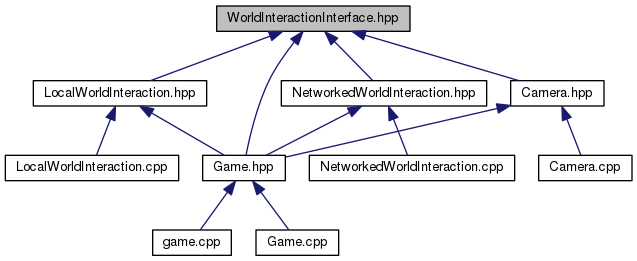 WorldInteractionInterface.hpp
LocalWorldInteraction.hpp
NetworkedWorldInteraction.hpp
Camera.hpp
LocalWorldInteraction.cpp
Game.hpp
NetworkedWorldInteraction.cpp
Camera.cpp
game.cpp
Game.cpp